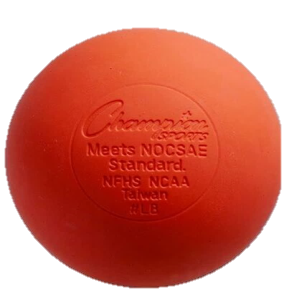 Champion
SPORTS
Meets NOCSAE
Standard.
NFHS NCAA
Taiwan
#LB